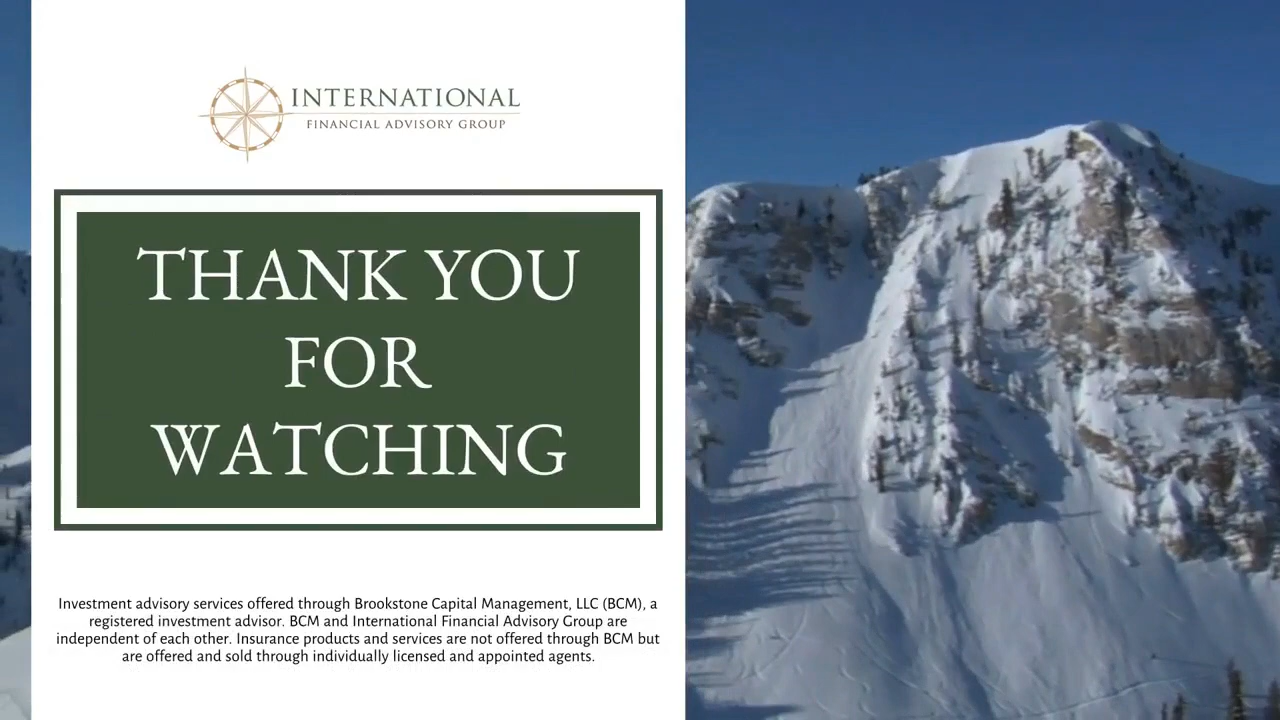 INTERNATIONAL
FINANCIAL ADVISORY GROUP
THANK YOU
FOR
WATCHING
Investment advisory services offered through Brookstone Capital Management, LLC (BCM), a
registered investment advisor. BCM and International Financial Advisory Group are
independent of each other. Insurance products and services are not offered through BCM but
are offered and sold through individually licensed and appointed agents.